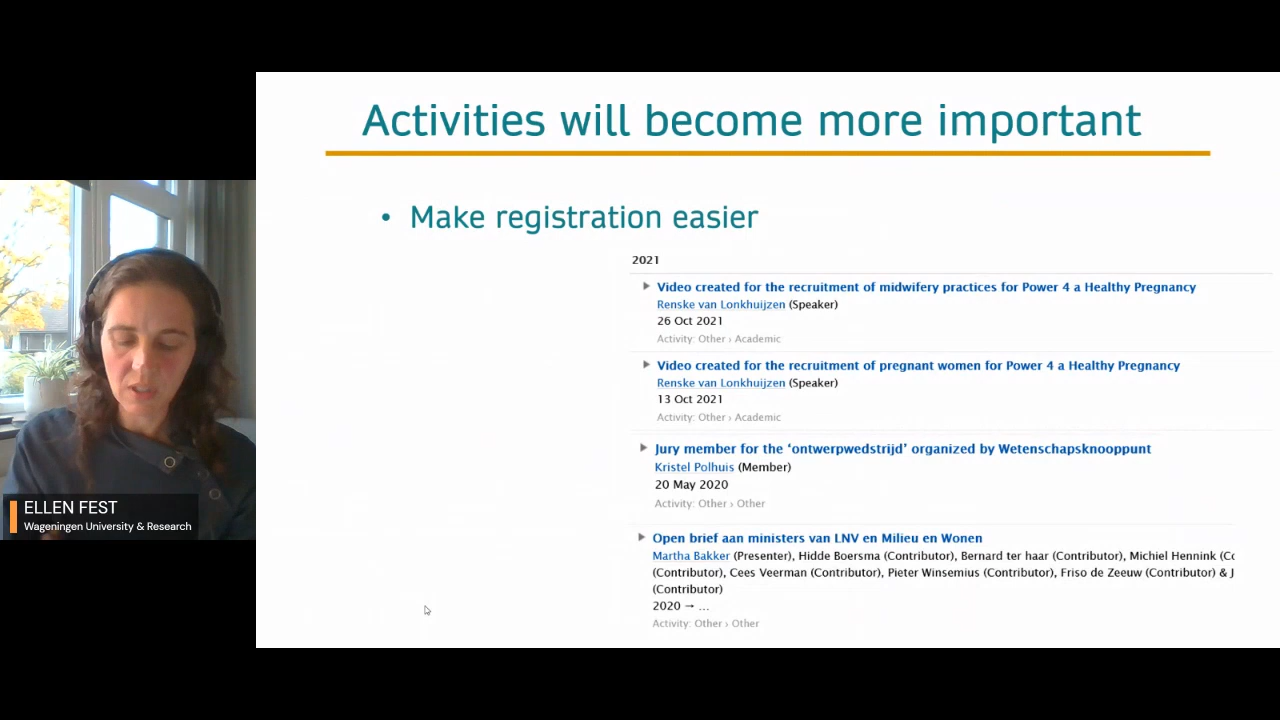 Activities will become more important
• Make registration easier
2021
Video created for the recruitment of midwifery practices for Power 4 a Healthy Pregnancy
Renske van Lonkhuijzen (Speaker)
26 Oct 2021
Activity: Other › Academic
Video created for the recruitment of pregnant women for Power 4 a Healthy Pregnancy
Renske van Lonkhuijzen (Speaker)
13 Oct 2021
Activity: Other › Academic
Jury member for the ‘ontwerpwedstrijd’ organized by Wetenschapsknooppunt
Kristel Polhuis (Member)
20 May 2020
Activity: Other › Other
Open brief aan ministers van LNV en Milieu en Wonen
Martha Bakker (Presenter), Hidde Boersma (Contributor), Bernard ter haar (Contributor), Michiel Hennink (Cc
(Contributor), Cees Veerman (Contributor), Pieter Winsemius (Contributor), Friso de Zeeuw (Contributor) & J
(Contributor)
2020 → ...
Activity: Other › Other
ELLEN FEST
Wageningen University & Research